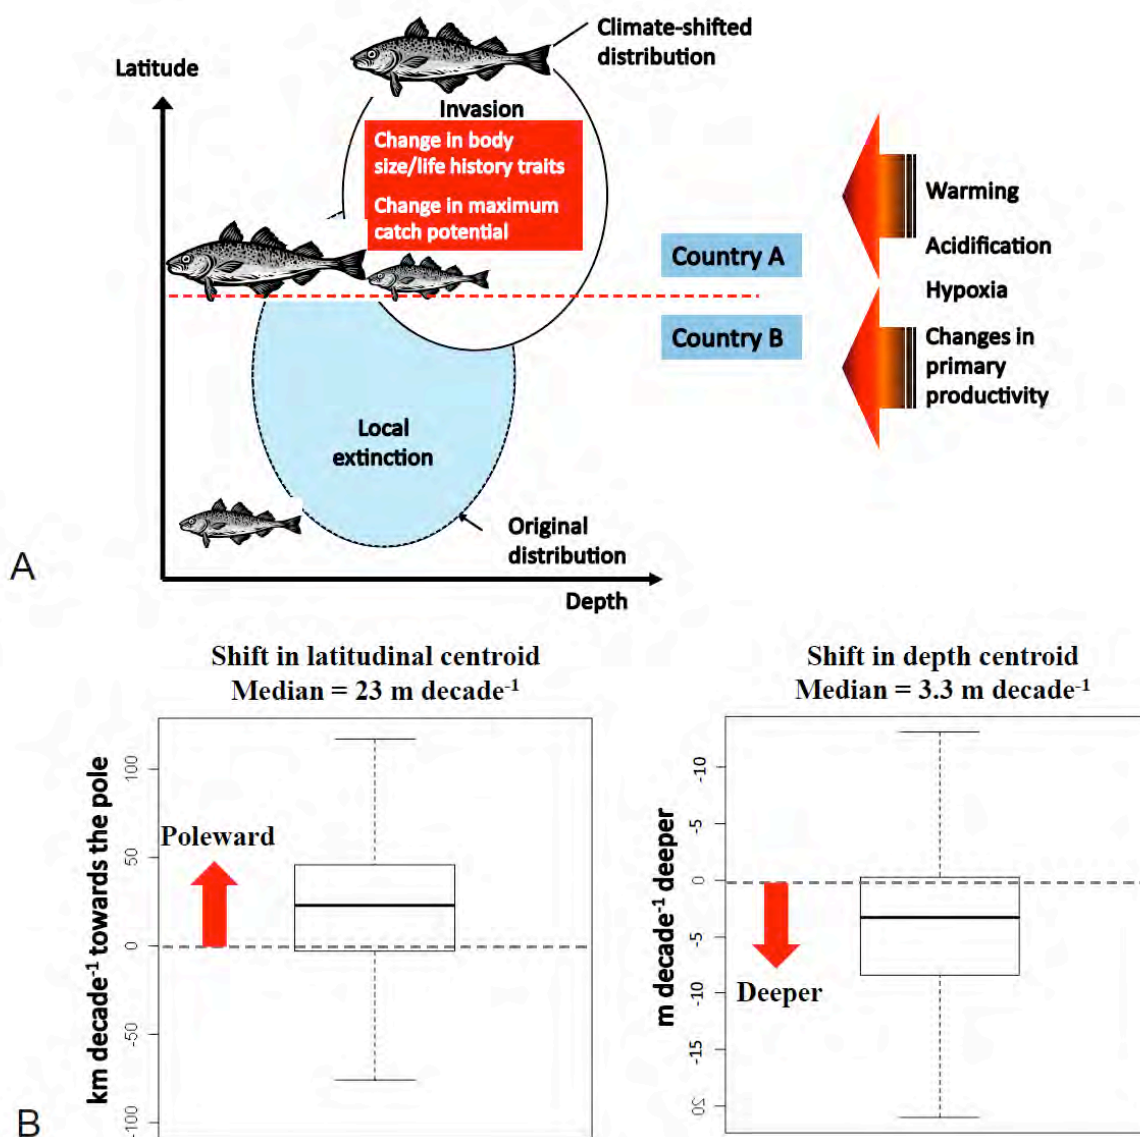 Climate-shifted
distribution
Latitude
Invasion
Change in body
size/life history traits
Change in maximum
catch potential
Country A
Country B
Warming
Acidification
Hypoxia
Changes in
primary
productivity
Local
extinction
Original
distribution
Depth
A
Shift in latitudinal centroid
Median = 23 m decade⁻¹
km decade⁻¹ towards the pole
100
50
0
-50
-100
Poleward
Shift in depth centroid
Median = 3.3 m decade⁻¹
m decade⁻¹ deeper
-10
-5
0
-5
-10
-15
20
Deeper
B